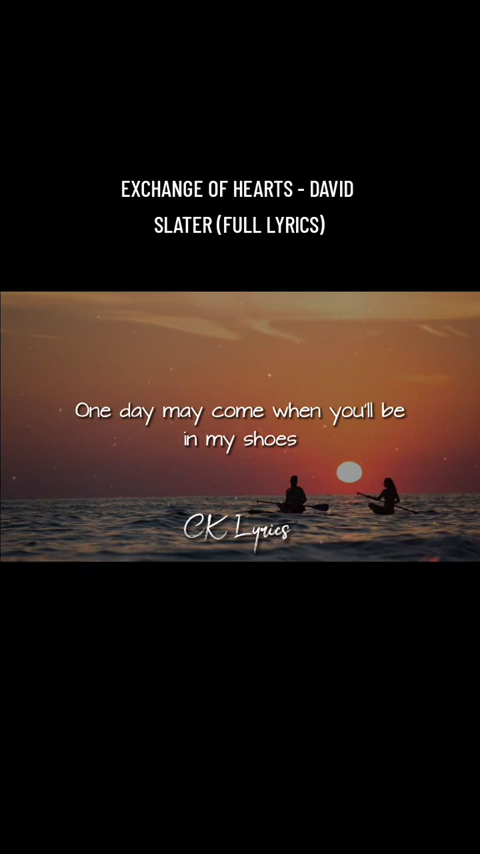 EXCHANGE OF HEARTS - DAVID
SLATER (FULL LYRICS)
One day may come when you'll be
in my shoes
CK Lyrics